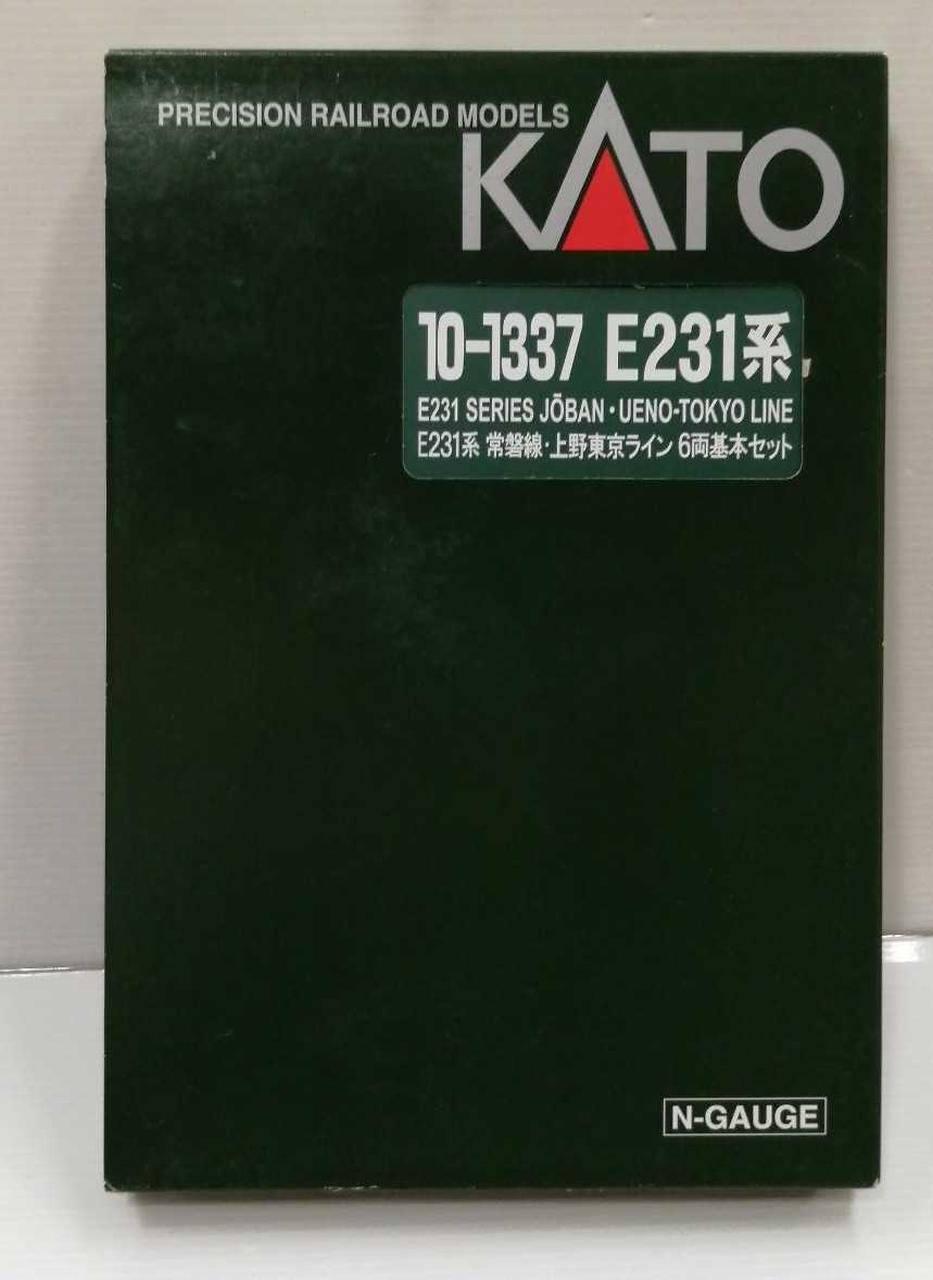 PRECISION RAILROAD MODELS
KATO
10-1337 E231系
E231 SERIES JŌBAN・UENO-TOKYO LINE
E231系 常磐線・上野東京ライン 6両基本セット
N-GAUGE